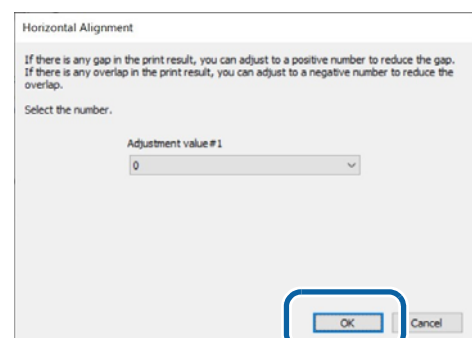 Horizontal Alignment
If there is any gap in the print result, you can adjust to a positive number to reduce the gap.
If there is any overlap in the print result, you can adjust to a negative number to reduce the
overlap.
Select the number.
Adjustment value#1
0
OK
Cancel